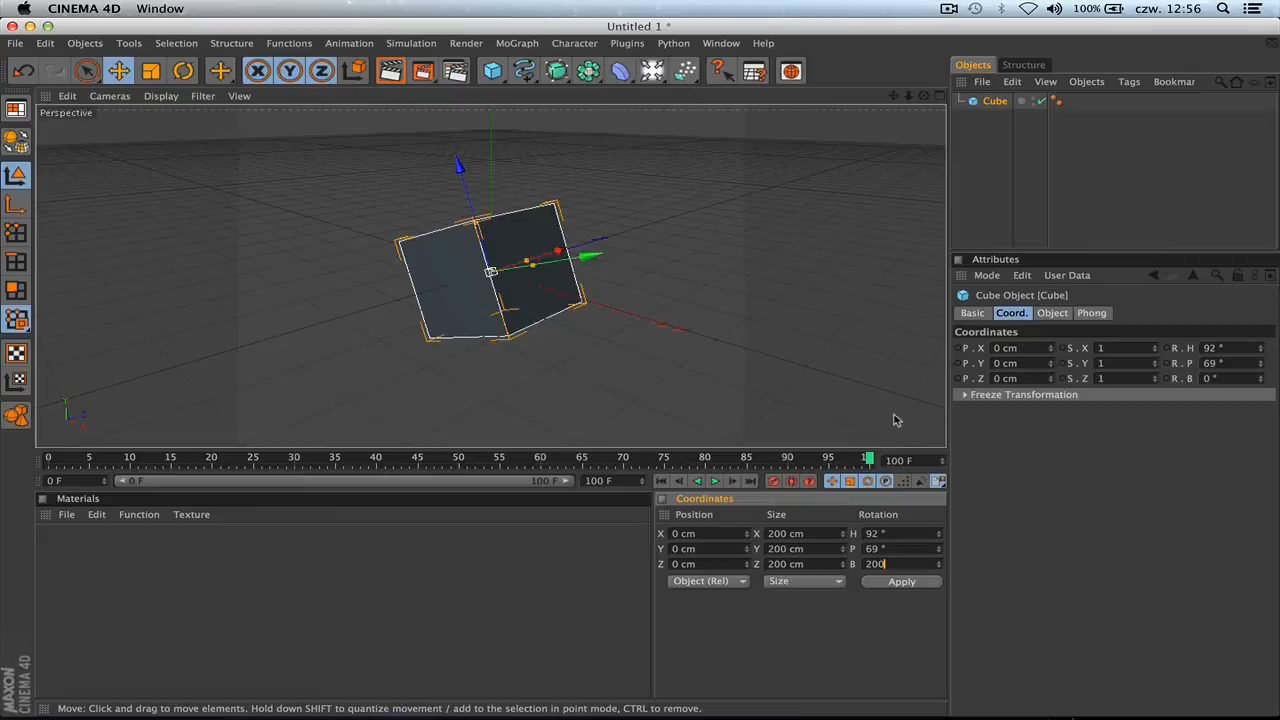 CINEMA 4D Window 100% czw. 12:56
Untitled 1 *
File Edit Objects Tools Selection Structure Functions Animation Simulation Render MoGraph Character Plugins Python Window Help
X Y Z
Objects Structure
File Edit View Objects Tags Bookmar
Cube
Edit Cameras Display Filter View
Perspective
Y Z X
Attributes
Mode Edit User Data
Cube Object [Cube]
Basic Coord. Object Phong
Coordinates
P . X 0 cm S . X 1 R . H 92 °
P . Y 0 cm S . Y 1 R . P 69 °
P . Z 0 cm S . Z 1 R . B 0 °
Freeze Transformation
0 5 10 15 20 25 30 35 40 45 50 55 60 65 70 75 80 85 90 95 1 100 F
0 F 0 F 100 F 100 F
Materials
File Edit Function Texture
Coordinates
Position Size Rotation
X 0 cm X 200 cm H 92 °
Y 0 cm Y 200 cm P 69 °
Z 0 cm Z 200 cm B 200
Object (Rel) Size Apply
MAXON
CINEMA 4D
Move: Click and drag to move elements. Hold down SHIFT to quantize movement / add to the selection in point mode, CTRL to remove.